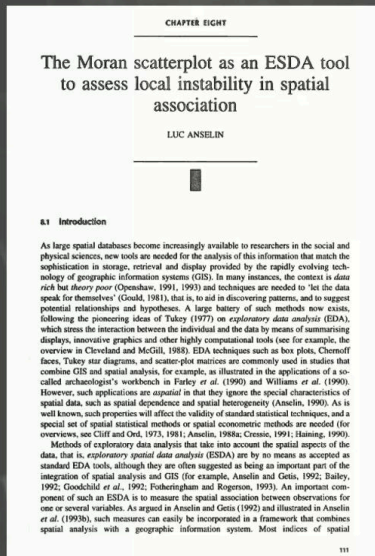 CHAPTER EIGHT
The Moran scatterplot as an ESDA tool
to assess local instability in spatial
association
LUC ANSELIN
8.1 Introduction
As large spatial databases become increasingly available to researchers in the social and
physical sciences, new tools are needed for the analysis of this information that match the
sophistication in storage, retrieval and display provided by the rapidly evolving tech-
nology of geographic information systems (GIS). In many instances, the context is data
rich but theory poor (Openshaw, 1991, 1993) and techniques are needed to 'let the data
speak for themselves' (Gould, 1981), that is, to aid in discovering patterns, and to suggest
potential relationships and hypotheses. A large battery of such methods now exists,
following the pioneering ideas of Tukey (1977) on exploratory data analysis (EDA),
which stress the interaction between the individual and the data by means of summarising
displays, innovative graphics and other highly computational tools (see for example, the
overview in Cleveland and McGill, 1988). EDA techniques such as box plots, Chernoff
faces, Tukey star diagrams, and scatter-plot matrices are commonly used in studies that
combine GIS and spatial analysis, for example, as illustrated in the applications of a so-
called archaeologist's workbench in Farley et al. (1990) and Williams et al. (1990).
However, such applications are aspatial in that they ignore the special characteristics of
spatial data, such as spatial dependence and spatial heterogeneity (Anselin, 1990). As is
well known, such properties will affect the validity of standard statistical techniques, and a
special set of spatial statistical methods or spatial econometric methods are needed (for
overviews, see Cliff and Ord, 1973, 1981; Anselin, 1988a; Cressie, 1991; Haining, 1990).
Methods of exploratory data analysis that take into account the spatial aspects of the
data, that is, exploratory spatial data analysis (ESDA) are by no means as accepted as
standard EDA tools, although they are often suggested as being an important part of the
integration of spatial analysis and GIS (for example, Anselin and Getis, 1992; Bailey,
1992; Goodchild et al., 1992; Fotheringham and Rogerson, 1993). An important com-
ponent of such an ESDA is to measure the spatial association between observations for
one or several variables. As argued in Anselin and Getis (1992) and illustrated in Anselin
et al. (1993b), such measures can easily be incorporated in a framework that combines
spatial analysis with a geographic information system. Most indices of spatial
111